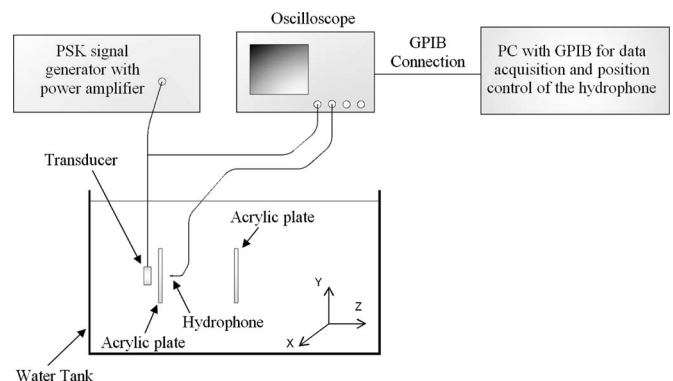 Oscilloscope
PSK signal
generator with
power amplifier
GPIB
Connection
PC with GPIB for data
acquisition and position
control of the hydrophone
Transducer
Acrylic plate
Y
Z
X
Hydrophone
Acrylic plate
Water Tank